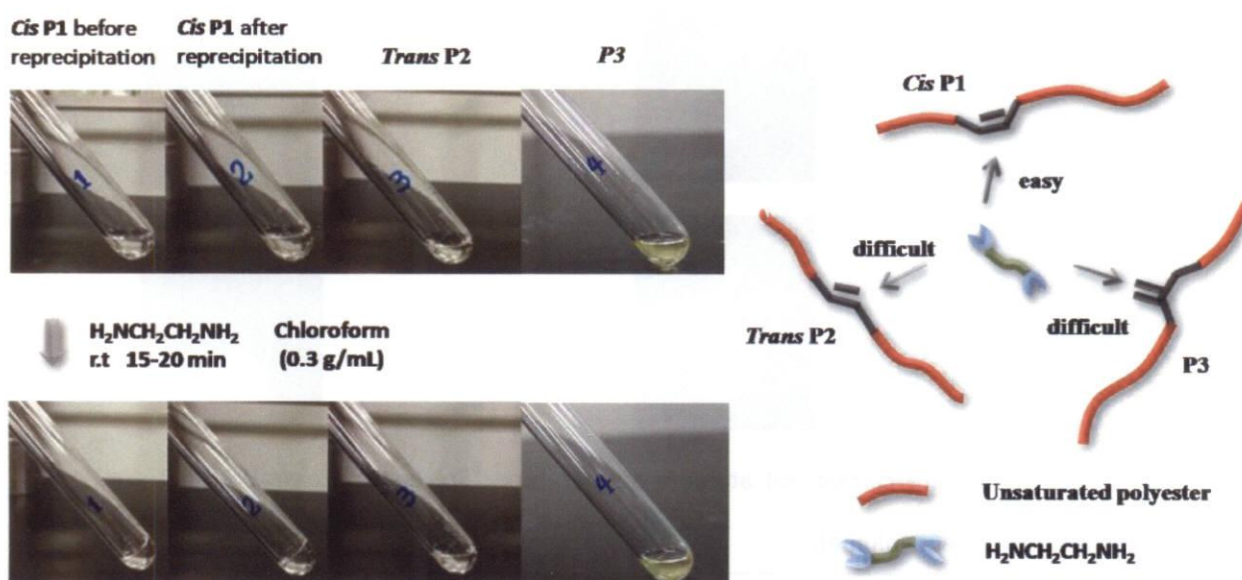 Cis P1 before
reprecipitation
Cis P1 after
reprecipitation
Trans P2
P3
1
2
3
4
H₂NCH₂CH₂NH₂
r.t 15-20 min
Chloroform
(0.3 g/mL)
1
2
3
4
Cis P1
easy
difficult
difficult
Trans P2
P3
Unsaturated polyester
H₂NCH₂CH₂NH₂